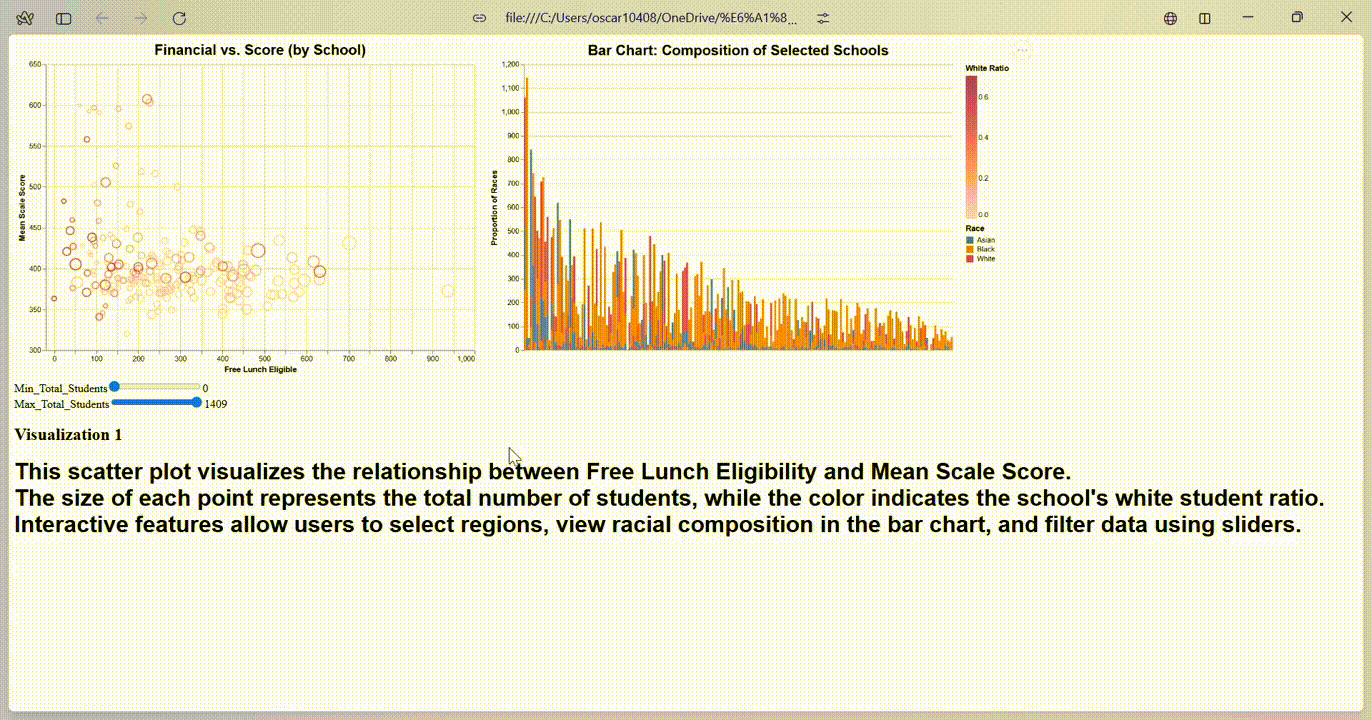 file:///C:/Users/oscar10408/OneDrive/%E6%A1%8...
Financial vs. Score (by School)
650
600
550
500
450
400
350
300
Mean Scale Score
0 100 200 300 400 500 600 700 800 900 1,000
Free Lunch Eligible
Bar Chart: Composition of Selected Schools
1,200
1,100
1,000
900
800
700
600
500
400
300
200
100
0
Proportion of Races
White Ratio
0.6
0.4
0.2
0.0
Race
Asian
Black
White
Min_Total_Students 0
Max_Total_Students 1409
Visualization 1
This scatter plot visualizes the relationship between Free Lunch Eligibility and Mean Scale Score.
The size of each point represents the total number of students, while the color indicates the school's white student ratio.
Interactive features allow users to select regions, view racial composition in the bar chart, and filter data using sliders.